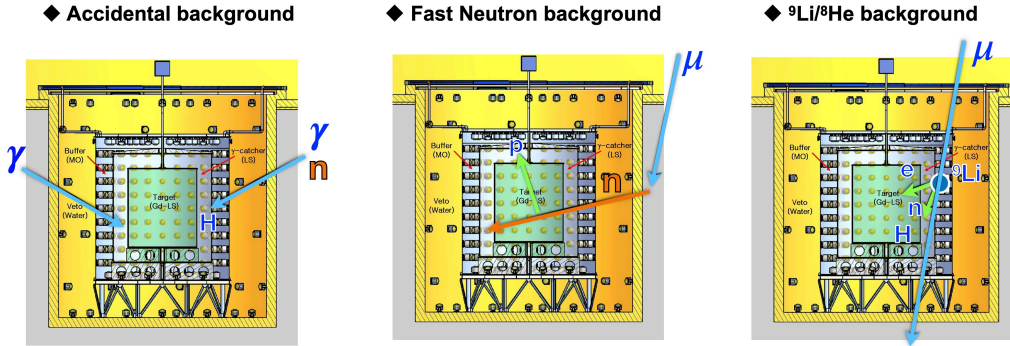 ◆ Accidental background
γ
Buffer
(MO)
γ-catcher
(LS)
γ
n
Target
(Gd-LS)
H
Veto
(Water)
◆ Fast Neutron background
μ
Buffer
(MO)
p
γ-catcher
(LS)
n
Target
(Gd-LS)
Veto
(Water)
◆ ⁹Li/⁸He background
μ
Buffer
(MO)
γ-catcher
(LS)
e
⁹Li
Target
(Gd-LS)
n
H
Veto
(Water)